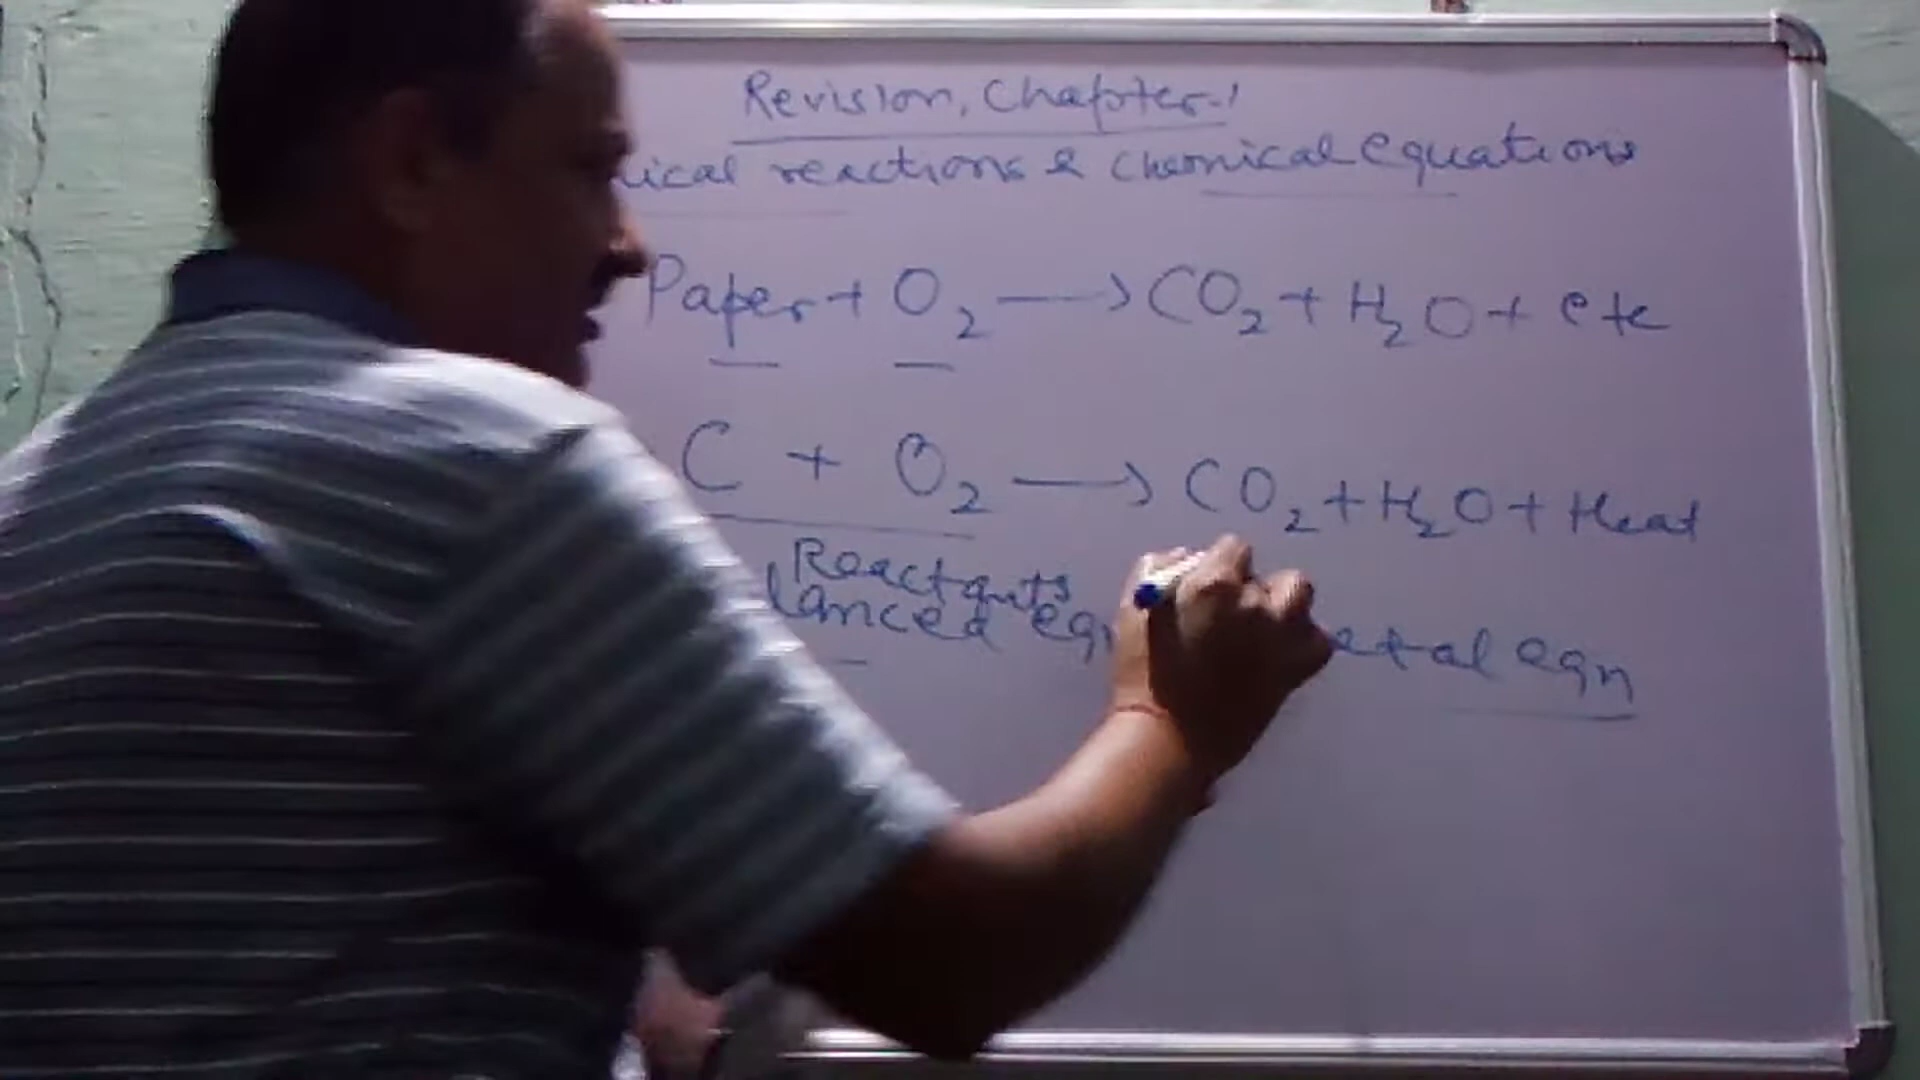 Revision, Chapter-1
ical reactions & chemical equations
Paper + O2 → CO2 + H2O + etc
C + O2 → CO2 + H2O + Heat
Reactants
lanced eqn etal eqn